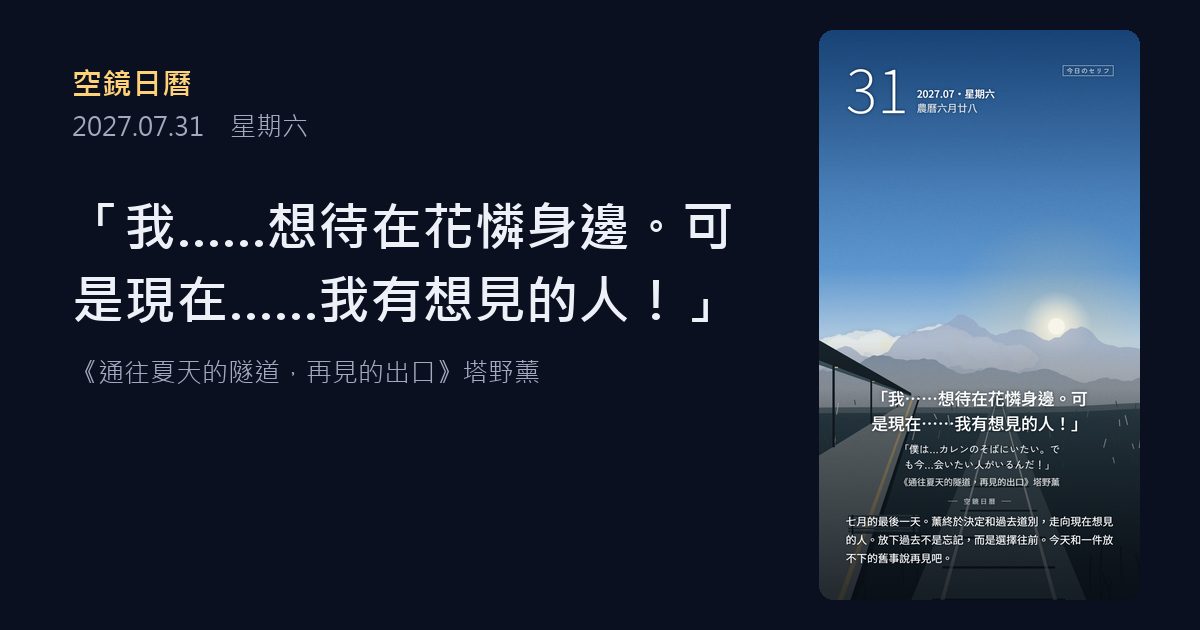 空鏡日曆
2027.07.31　星期六
「我……想待在花憐身邊。可
是現在……我有想見的人！」
《通往夏天的隧道，再見的出口》塔野薰
31
2027.07・星期六
農曆六月廿八
今日のセリフ
「我……想待在花憐身邊。可
是現在……我有想見的人！」
「僕は…カレンのそばにいたい。で
も今…会いたい人がいるんだ！」
《通往夏天的隧道，再見的出口》塔野薰
— 空鏡日曆 —
七月的最後一天。薰終於決定和過去道別，走向現在想見
的人。放下過去不是忘記，而是選擇往前。今天和一件放
不下的舊事說再見吧。